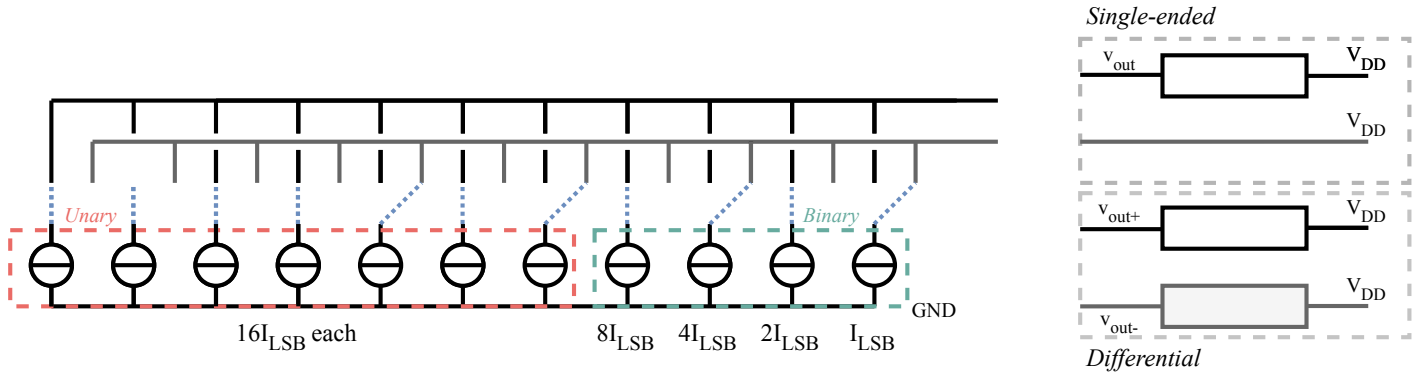 Single-ended
v_out
V_DD
V_DD
Unary
Binary
v_out+
V_DD
V_DD
v_out-
GND
16I_LSB each
8I_LSB
4I_LSB
2I_LSB
I_LSB
Differential